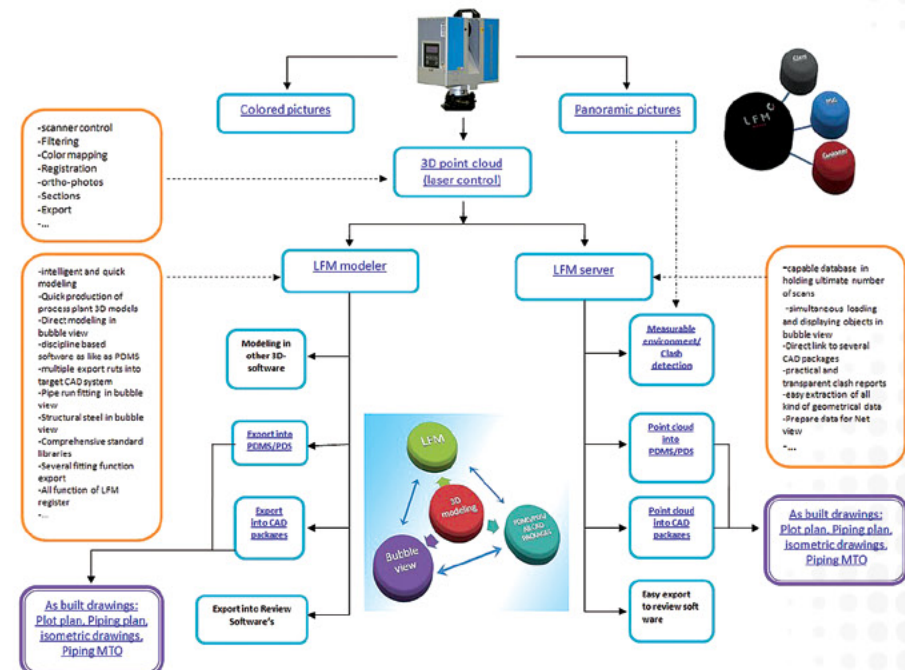 Colored pictures
Panoramic pictures
-scanner control
-Filtering
-Color mapping
-Registration
-ortho-photos
-Sections
-Export
-...
3D point cloud
(laser control)
LFM
LFM modeler
LFM server
-intelligent and quick
modeling
-Quick production of
process plant 3D models
-Direct modeling in
bubble view
-discipline based
software as like as PDMS
-multiple export ruts into
target CAD system
-Pipe run fitting in bubble
view
-Structural steel in bubble
view
-Comprehensive standard
libraries
-Several fitting function
export
-All function of LFM
register
-...
-capable database in
holding ultimate number
of scans
-simultaneous loading
and displaying objects in
bubble view
-Direct link to several
CAD packages
-practical and
transparent clash reports
-easy extraction of all
kind of geometrical data
-Prepare data for Net
view
-...
Modeling in
other 3D-
software
Measurable
environment/
Clash
detection
Export into
PDMS/PDS
Point cloud
into
PDMS/PDS
Export
into CAD
packages
Point cloud
into CAD
packages
Export into Review
Software's
Easy export
to review soft
ware
LFM
3D
modeling
Bubble
view
PACKAGES
As built drawings:
Plot plan, Piping plan,
isometric drawings,
Piping MTO
As built drawings:
Plot plan, Piping plan,
isometric drawings,
Piping MTO